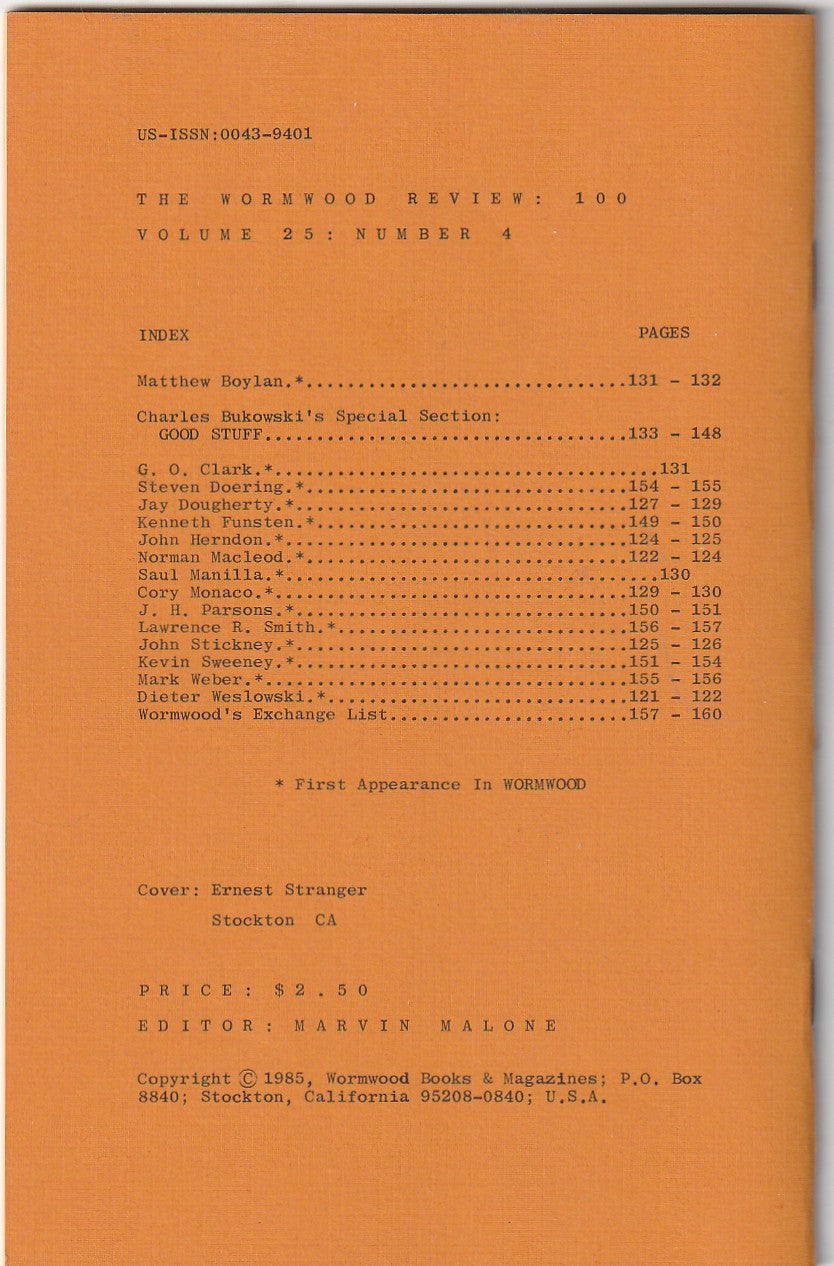 US-ISSN:0043-9401
THE WORMWOOD REVIEW: 100
VOLUME 25: NUMBER 4
INDEX PAGES
Matthew Boylan.*...............................131 - 132
Charles Bukowski's Special Section:
GOOD STUFF...................................133 - 148
G. O. Clark.*.....................................131
Steven Doering.*...............................154 - 155
Jay Dougherty.*................................127 - 129
Kenneth Funsten.*..............................149 - 150
John Herndon.*.................................124 - 125
Norman Macleod.*...............................122 - 124
Saul Manilla.*....................................130
Cory Monaco.*..................................129 - 130
J. H. Parsons.*................................150 - 151
Lawrence R. Smith.*............................156 - 157
John Stickney.*................................125 - 126
Kevin Sweeney.*................................151 - 154
Mark Weber.*...................................155 - 156
Dieter Weslowski.*.............................121 - 122
Wormwood's Exchange List.......................157 - 160
* First Appearance In WORMWOOD
Cover: Ernest Stranger
Stockton CA
PRICE: $2.50
EDITOR: MARVIN MALONE
Copyright © 1985, Wormwood Books & Magazines; P.O. Box
8840; Stockton, California 95208-0840; U.S.A.